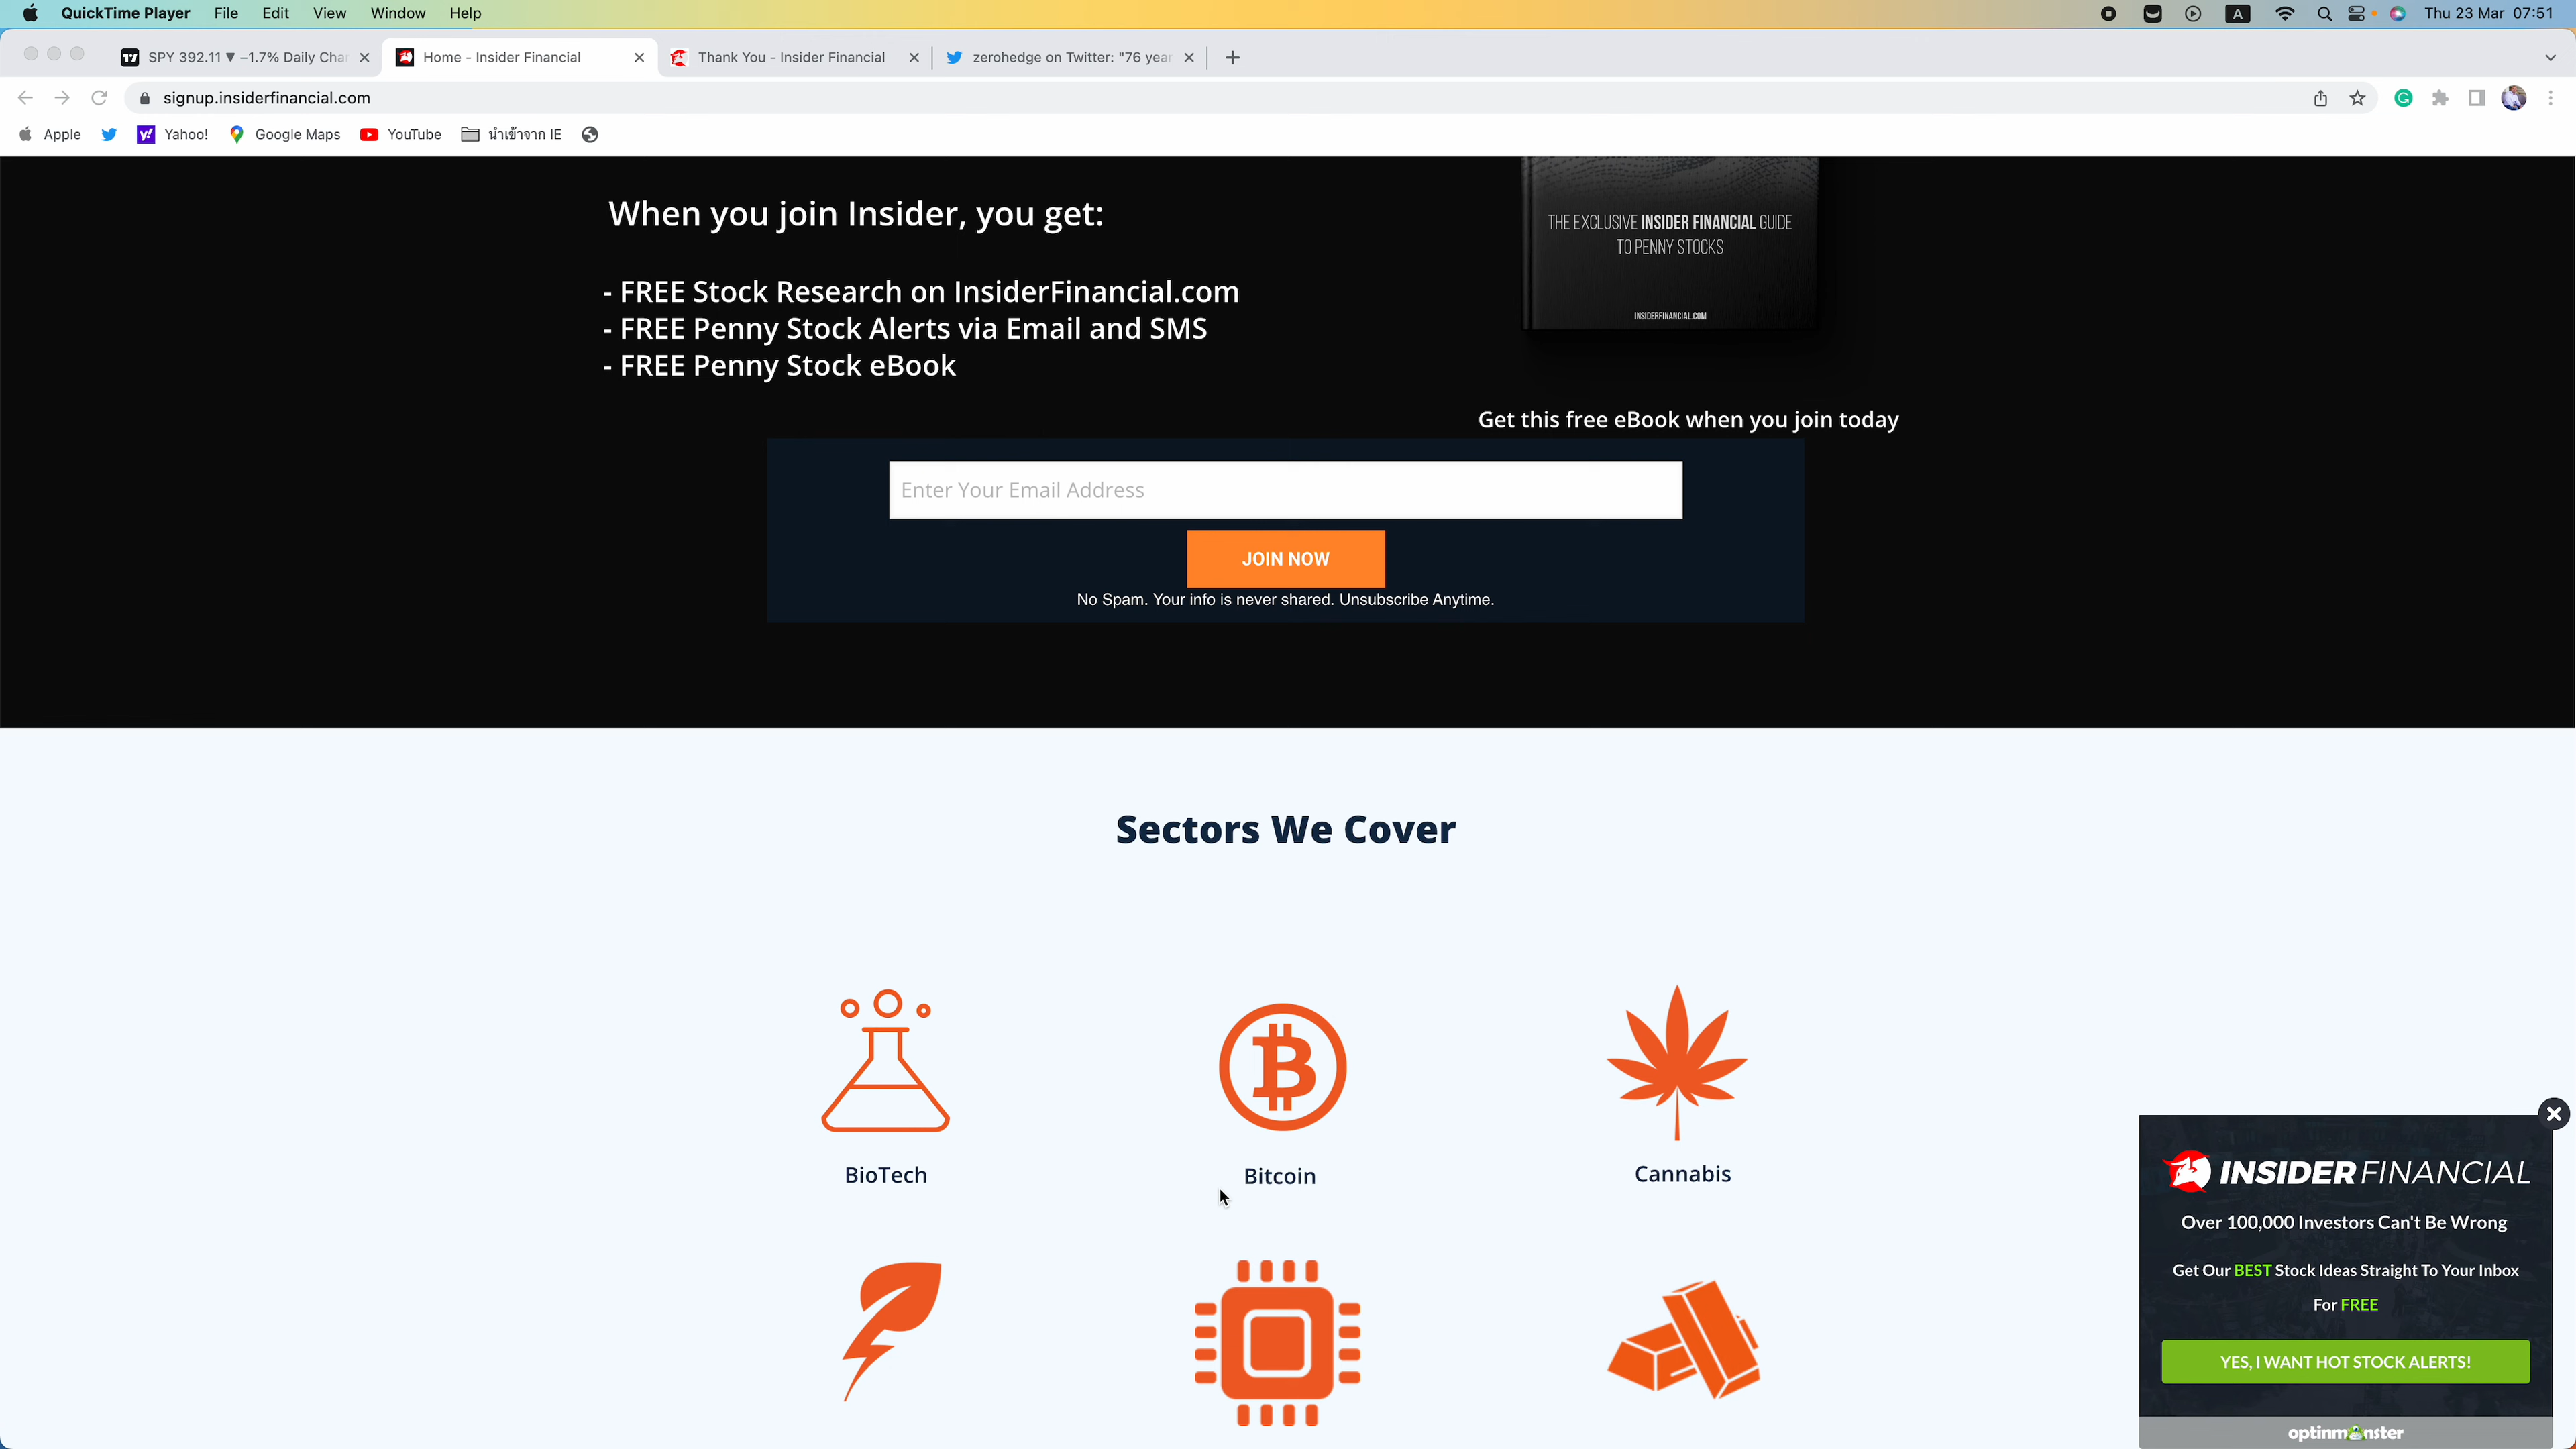 QuickTime Player File Edit View Window Help A Thu 23 Mar 07:51
SPY 392.11 ▼ −1.7% Daily Cha Home - Insider Financial Thank You - Insider Financial zerohedge on Twitter: "76 year
signup.insiderfinancial.com
Apple Yahoo! Google Maps YouTube นำเข้าจาก IE
When you join Insider, you get:
- FREE Stock Research on InsiderFinancial.com
- FREE Penny Stock Alerts via Email and SMS
- FREE Penny Stock eBook
THE EXCLUSIVE INSIDER FINANCIAL GUIDE
TO PENNY STOCKS
INSIDERFINANCIAL.COM
Get this free eBook when you join today
Enter Your Email Address
JOIN NOW
No Spam. Your info is never shared. Unsubscribe Anytime.
Sectors We Cover
BioTech
Bitcoin
Cannabis
INSIDER FINANCIAL
Over 100,000 Investors Can't Be Wrong
Get Our BEST Stock Ideas Straight To Your Inbox
For FREE
YES, I WANT HOT STOCK ALERTS!
optinmonster